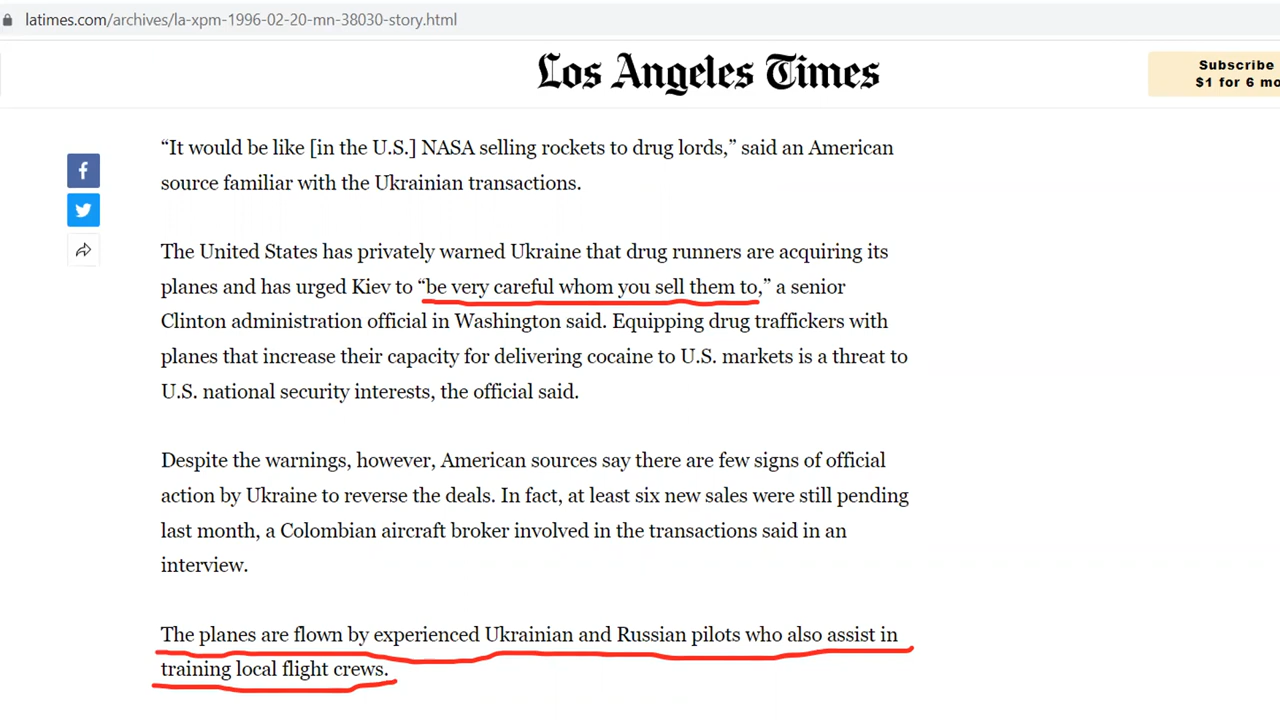 latimes.com/archives/la-xpm-1996-02-20-mn-38030-story.html
Los Angeles Times
Subscribe
$1 for 6 mo
“It would be like [in the U.S.] NASA selling rockets to drug lords,” said an American
source familiar with the Ukrainian transactions.
The United States has privately warned Ukraine that drug runners are acquiring its
planes and has urged Kiev to “be very careful whom you sell them to,” a senior
Clinton administration official in Washington said. Equipping drug traffickers with
planes that increase their capacity for delivering cocaine to U.S. markets is a threat to
U.S. national security interests, the official said.
Despite the warnings, however, American sources say there are few signs of official
action by Ukraine to reverse the deals. In fact, at least six new sales were still pending
last month, a Colombian aircraft broker involved in the transactions said in an
interview.
The planes are flown by experienced Ukrainian and Russian pilots who also assist in
training local flight crews.